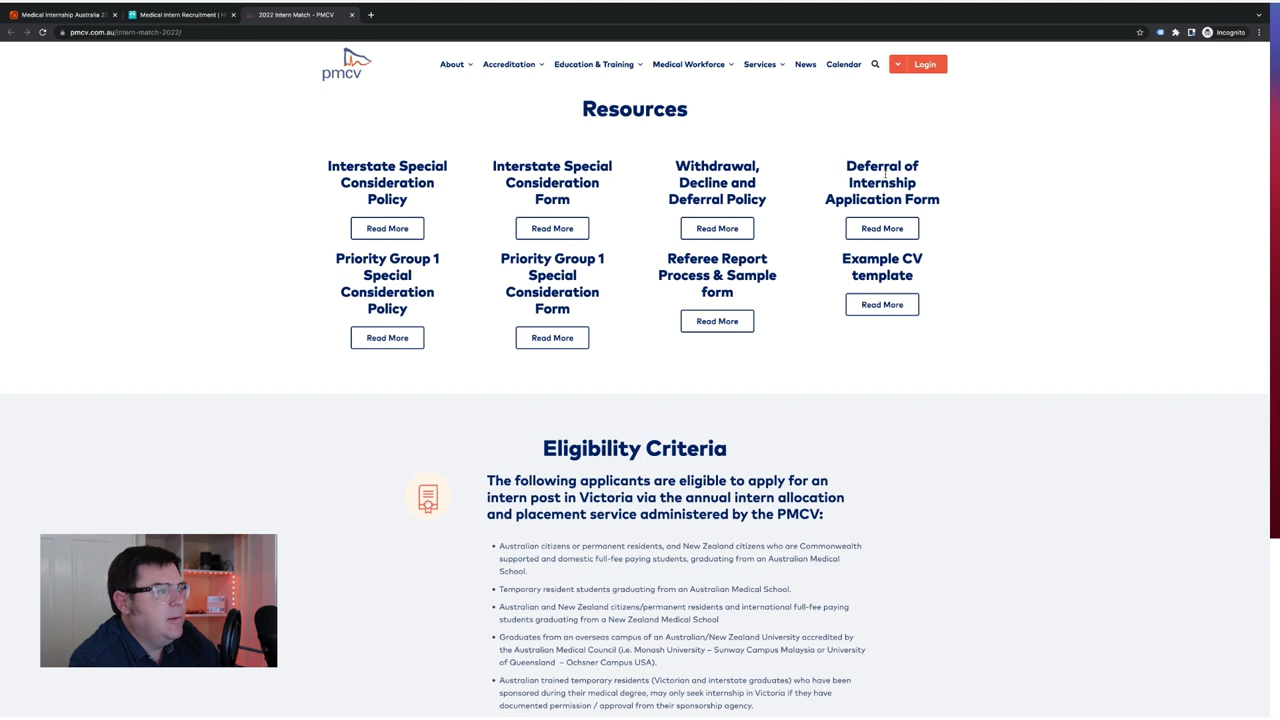 Medical Internship Australia 20
Medical Intern Recruitment | H
2022 Intern Match - PMCV
pmcv.com.au/intern-match-2022/
Incognito
pmcv
About
Accreditation
Education & Training
Medical Workforce
Services
News
Calendar
Login
Resources
Interstate Special
Consideration
Policy
Read More
Interstate Special
Consideration
Form
Read More
Withdrawal,
Decline and
Deferral Policy
Read More
Deferral of
Internship
Application Form
Read More
Priority Group 1
Special
Consideration
Policy
Read More
Priority Group 1
Special
Consideration
Form
Read More
Referee Report
Process & Sample
form
Read More
Example CV
template
Read More
Eligibility Criteria
The following applicants are eligible to apply for an
intern post in Victoria via the annual intern allocation
and placement service administered by the PMCV:
• Australian citizens or permanent residents, and New Zealand citizens who are Commonwealth
supported and domestic full-fee paying students, graduating from an Australian Medical
School.
• Temporary resident students graduating from an Australian Medical School.
• Australian and New Zealand citizens/permanent residents and international full-fee paying
students graduating from a New Zealand Medical School
• Graduates from an overseas campus of an Australian/New Zealand University accredited by
the Australian Medical Council (i.e. Monash University – Sunway Campus Malaysia or University
of Queensland – Ochsner Campus USA).
• Australian trained temporary residents (Victorian and interstate graduates) who have been
sponsored during their medical degree, may only seek internship in Victoria if they have
documented permission / approval from their sponsorship agency.